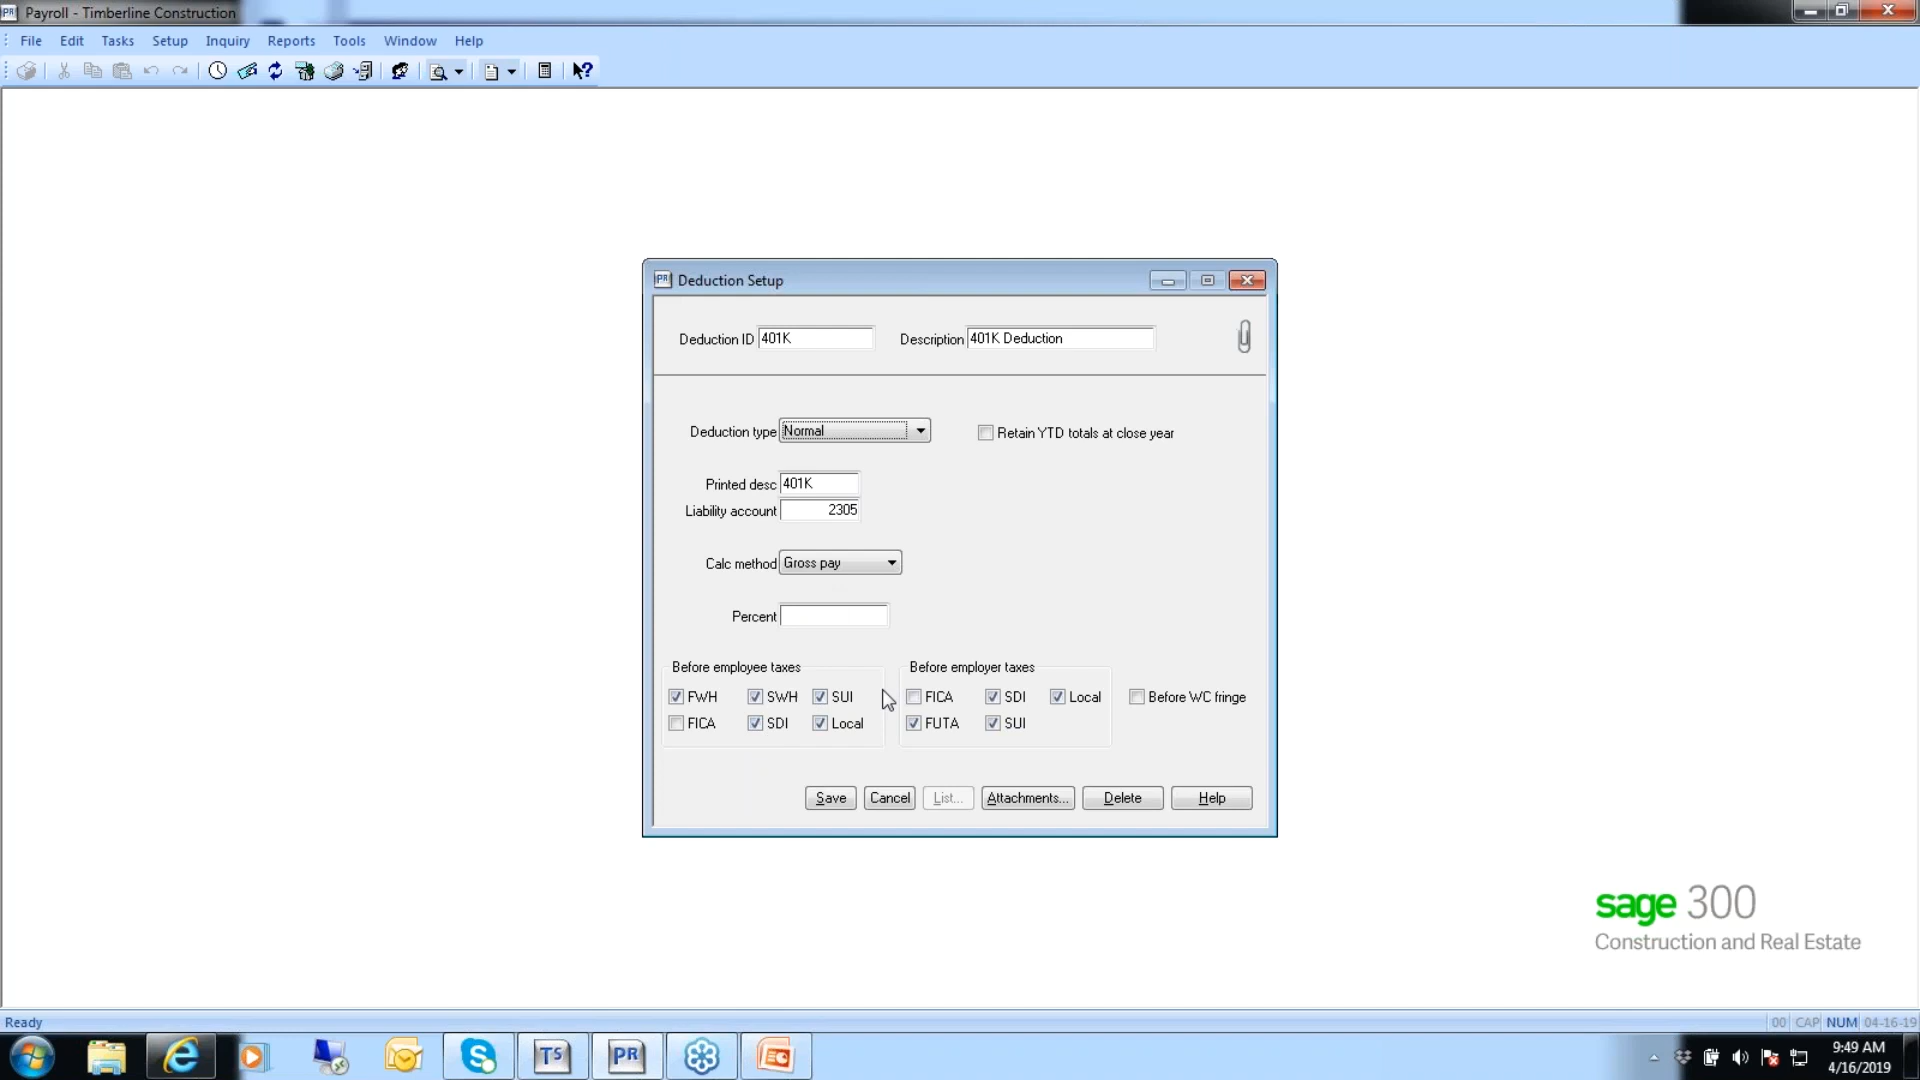 PR Payroll - Timberline Construction
File Edit Tasks Setup Inquiry Reports Tools Window Help
PR Deduction Setup
Deduction ID 401K Description 401K Deduction
Deduction type Normal Retain YTD totals at close year
Printed desc 401K
Liability account 2305
Calc method Gross pay
Percent
Before employee taxes Before employer taxes
FWH SWH SUI FICA SDI Local Before WC fringe
FICA SDI Local FUTA SUI
Save Cancel List... Attachments... Delete Help
sage 300
Construction and Real Estate
Ready 00 CAP NUM 04-16-19
TS PR 9:49 AM
4/16/2019